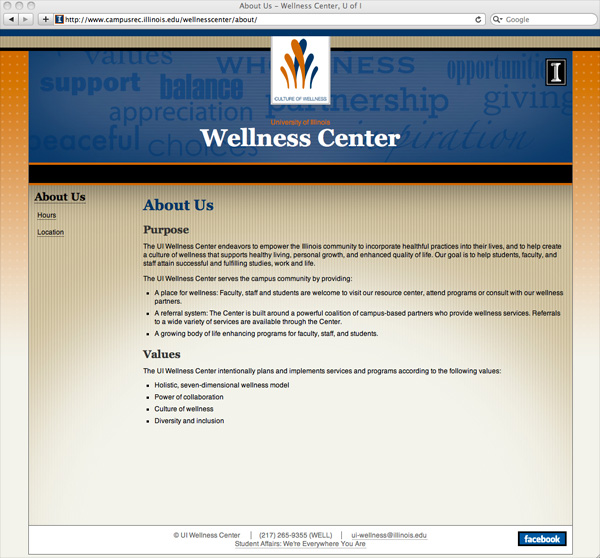 About Us – Wellness Center, U of I
http://www.campusrec.illinois.edu/wellnesscenter/about/
Google
values
WHOLENESS
opportunities
support
balance
appreciation
partnership
giving
peaceful
choices
inspiration
CULTURE OF WELLNESS
I
University of Illinois
Wellness Center
About Us
Hours
Location
About Us
Purpose
The UI Wellness Center endeavors to empower the Illinois community to incorporate healthful practices into their lives, and to help create
a culture of wellness that supports healthy living, personal growth, and enhanced quality of life. Our goal is to help students, faculty, and
staff attain successful and fulfilling studies, work and life.
The UI Wellness Center serves the campus community by providing:
A place for wellness: Faculty, staff and students are welcome to visit our resource center, attend programs or consult with our wellness
partners.
A referral system: The Center is built around a powerful coalition of campus-based partners who provide wellness services. Referrals
to a wide variety of services are available through the Center.
A growing body of life enhancing programs for faculty, staff, and students.
Values
The UI Wellness Center intentionally plans and implements services and programs according to the following values:
Holistic, seven-dimensional wellness model
Power of collaboration
Culture of wellness
Diversity and inclusion
© UI Wellness Center | (217) 265-9355 (WELL) | ui-wellness@illinois.edu
Student Affairs: We're Everywhere You Are
facebook